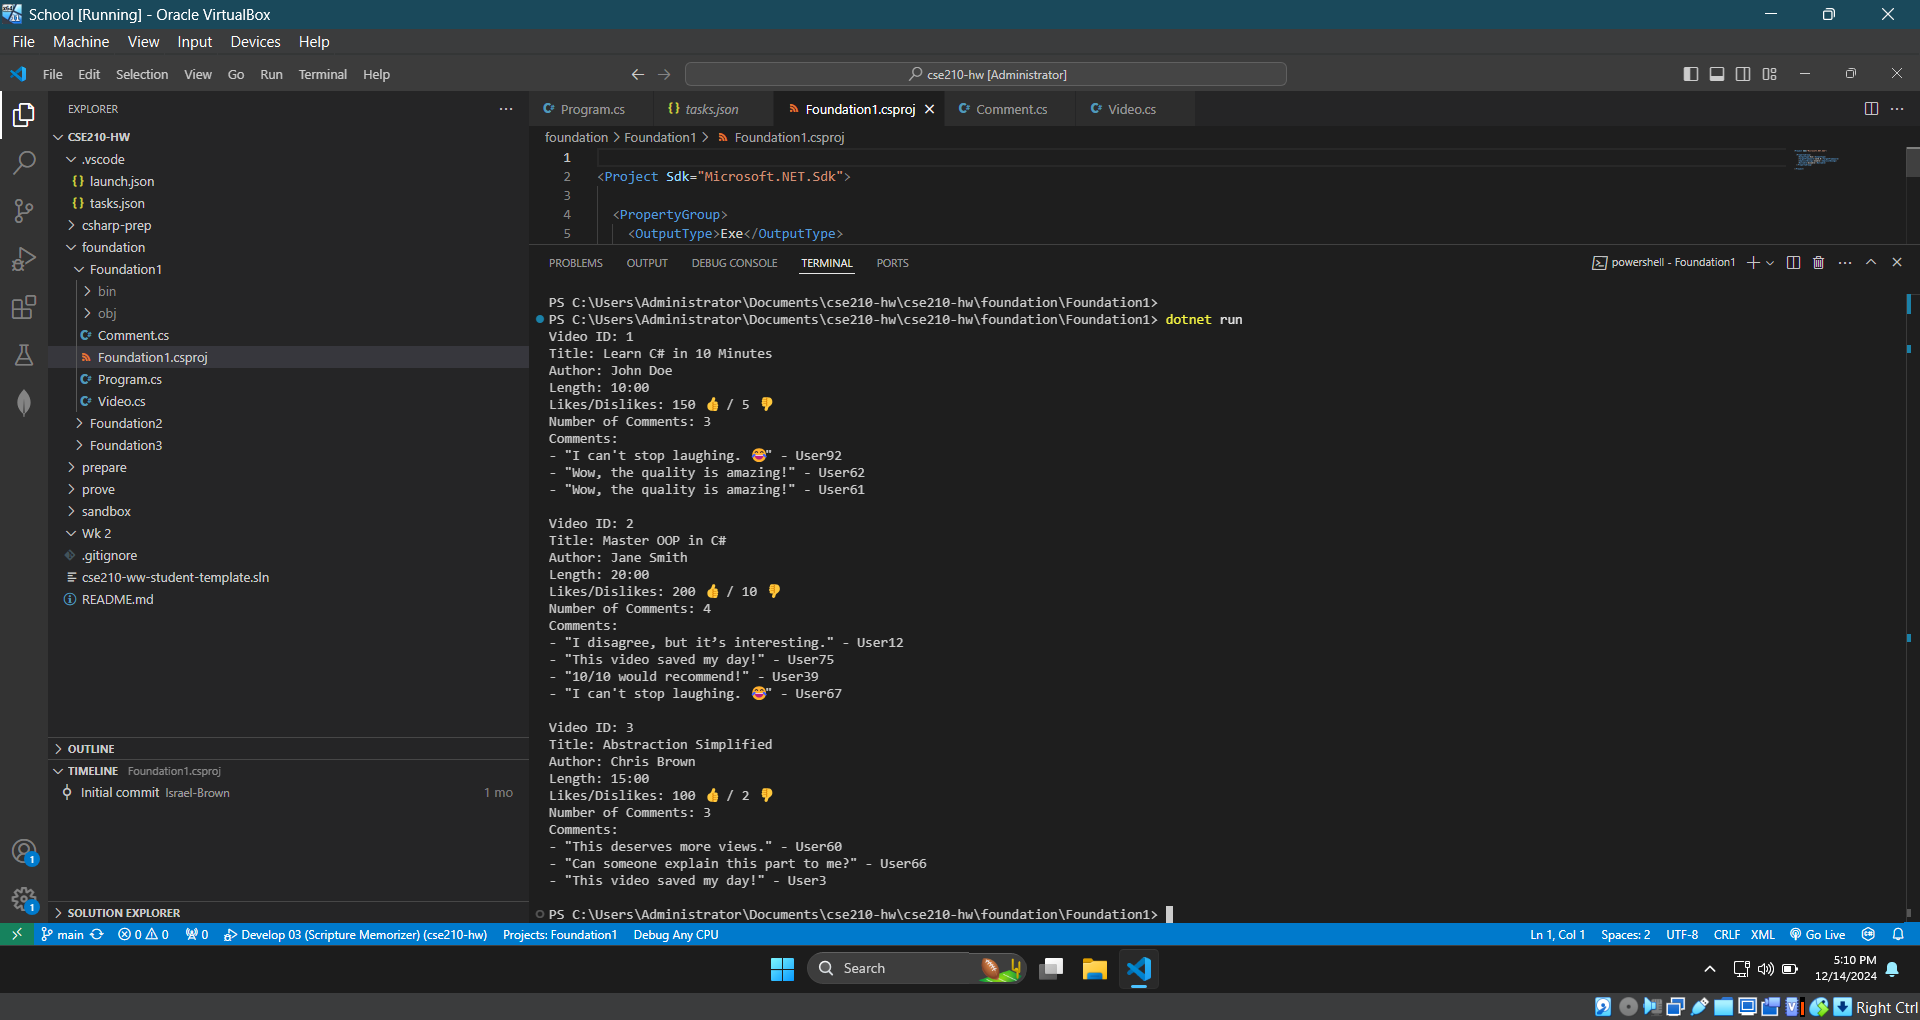 School [Running] - Oracle VirtualBox
File Machine View Input Devices Help
File Edit Selection View Go Run Terminal Help
cse210-hw [Administrator]
EXPLORER
CSE210-HW
.vscode
launch.json
tasks.json
csharp-prep
foundation
Foundation1
bin
obj
Comment.cs
Foundation1.csproj
Program.cs
Video.cs
Foundation2
Foundation3
prepare
prove
sandbox
Wk 2
.gitignore
cse210-ww-student-template.sln
README.md
OUTLINE
TIMELINE Foundation1.csproj
Initial commit Israel-Brown 1 mo
SOLUTION EXPLORER
1
1
Program.cs tasks.json Foundation1.csproj Comment.cs Video.cs
foundation > Foundation1 > Foundation1.csproj
1
2 <Project Sdk="Microsoft.NET.Sdk">
3
4 <PropertyGroup>
5 <OutputType>Exe</OutputType>
PROBLEMS OUTPUT DEBUG CONSOLE TERMINAL PORTS
powershell - Foundation1
PS C:\Users\Administrator\Documents\cse210-hw\cse210-hw\foundation\Foundation1>
PS C:\Users\Administrator\Documents\cse210-hw\cse210-hw\foundation\Foundation1> dotnet run
Video ID: 1
Title: Learn C# in 10 Minutes
Author: John Doe
Length: 10:00
Likes/Dislikes: 150 👍 / 5 👎
Number of Comments: 3
Comments:
- "I can't stop laughing. 😂" - User92
- "Wow, the quality is amazing!" - User62
- "Wow, the quality is amazing!" - User61
Video ID: 2
Title: Master OOP in C#
Author: Jane Smith
Length: 20:00
Likes/Dislikes: 200 👍 / 10 👎
Number of Comments: 4
Comments:
- "I disagree, but it’s interesting." - User12
- "This video saved my day!" - User75
- "10/10 would recommend!" - User39
- "I can't stop laughing. 😂" - User67
Video ID: 3
Title: Abstraction Simplified
Author: Chris Brown
Length: 15:00
Likes/Dislikes: 100 👍 / 2 👎
Number of Comments: 3
Comments:
- "This deserves more views." - User60
- "Can someone explain this part to me?" - User66
- "This video saved my day!" - User3
PS C:\Users\Administrator\Documents\cse210-hw\cse210-hw\foundation\Foundation1>
main 0 0 0 Develop 03 (Scripture Memorizer) (cse210-hw) Projects: Foundation1 Debug Any CPU Ln 1, Col 1 Spaces: 2 UTF-8 CRLF XML Go Live
Search
5:10 PM
12/14/2024
Right Ctrl